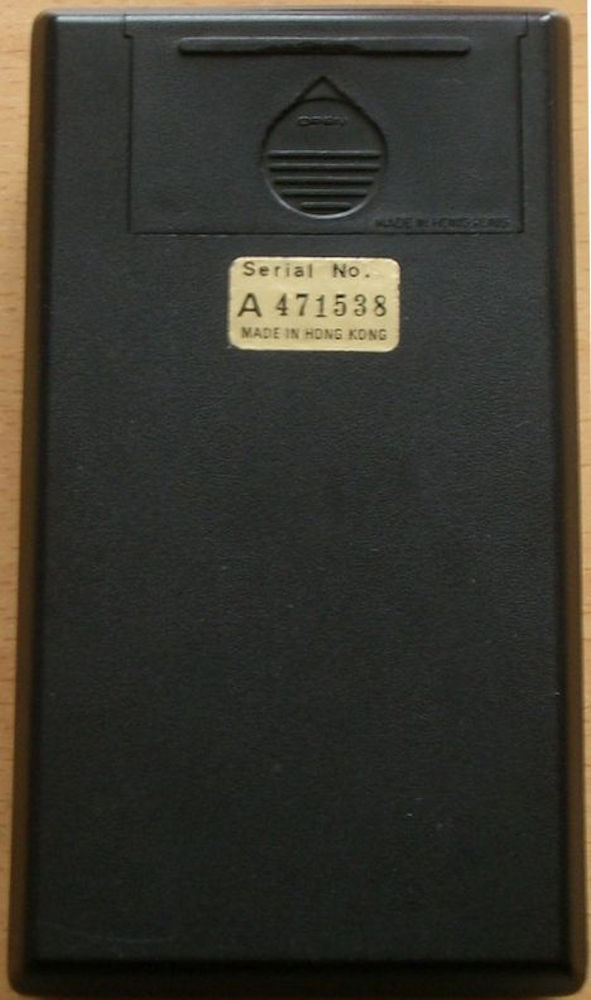 OPEN
MADE IN HONG KONG
Serial No.
A 471538
MADE IN HONG KONG